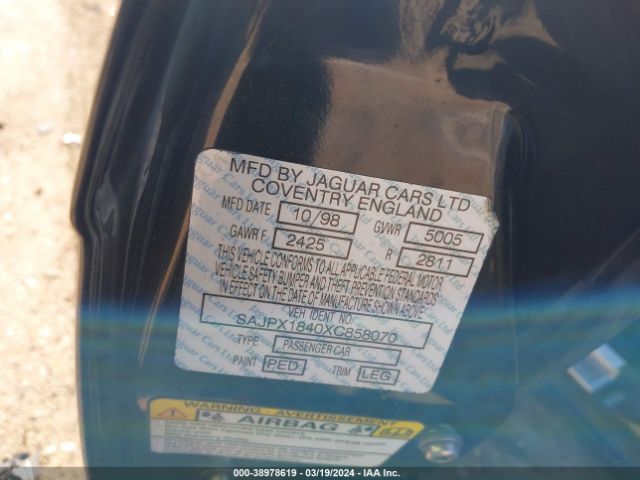 MFD BY JAGUAR CARS LTD
COVENTRY ENGLAND
MFD DATE 10/98 GVWR 5005
GAWR F 2425 R 2811
THIS VEHICLE CONFORMS TO ALL APPLICABLE FEDERAL MOTOR
VEHICLE SAFETY, BUMPER AND THEFT PREVENTION STANDARDS
IN EFFECT ON THE DATE OF MANUFACTURE SHOWN ABOVE
VEH IDENT NO.
SAJPX1840XC858070
TYPE PASSENGER CAR
PAINT PED TRIM LEG
WARNING AVERTISSEMENT
AIRBAG
000-38978619 - 03/19/2024 - IAA Inc.